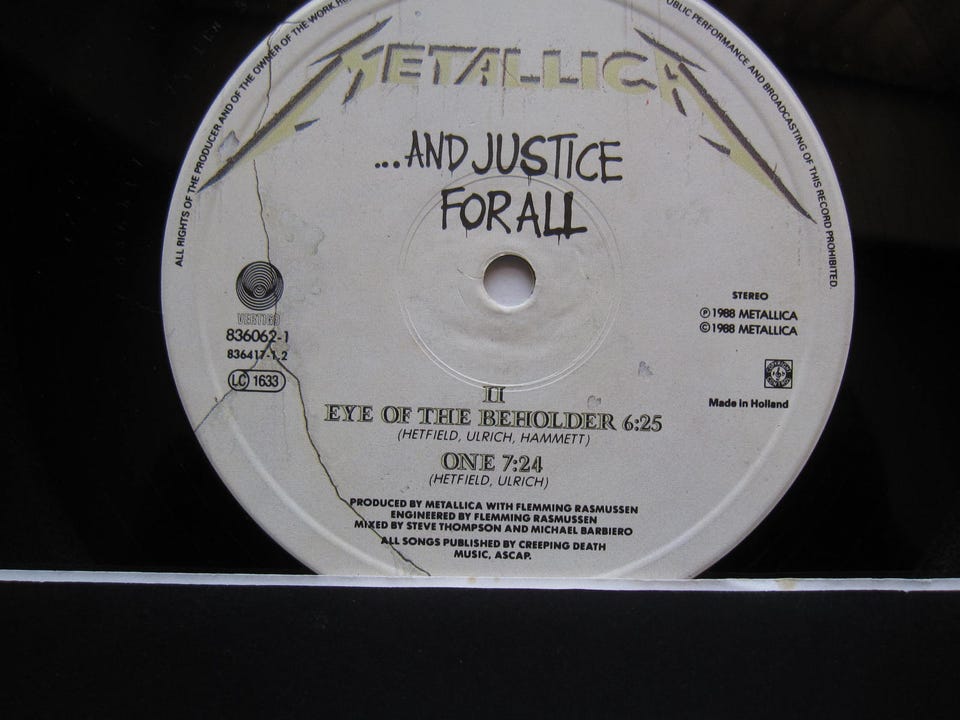 ALL RIGHTS OF THE PRODUCER AND OF THE OWNER OF THE WORK
PUBLIC PERFORMANCE AND BROADCASTING OF THIS RECORD PROHIBITED.
METALLICA
...AND JUSTICE
FOR ALL
VERTIGO
836062-1
836417-1.2
LC 1633
STEREO
℗ 1988 METALLICA
© 1988 METALLICA
Made in Holland
II
EYE OF THE BEHOLDER 6:25
(HETFIELD, ULRICH, HAMMETT)
ONE 7:24
(HETFIELD, ULRICH)
PRODUCED BY METALLICA WITH FLEMMING RASMUSSEN
ENGINEERED BY FLEMMING RASMUSSEN
MIXED BY STEVE THOMPSON AND MICHAEL BARBIERO
ALL SONGS PUBLISHED BY CREEPING DEATH
MUSIC, ASCAP.